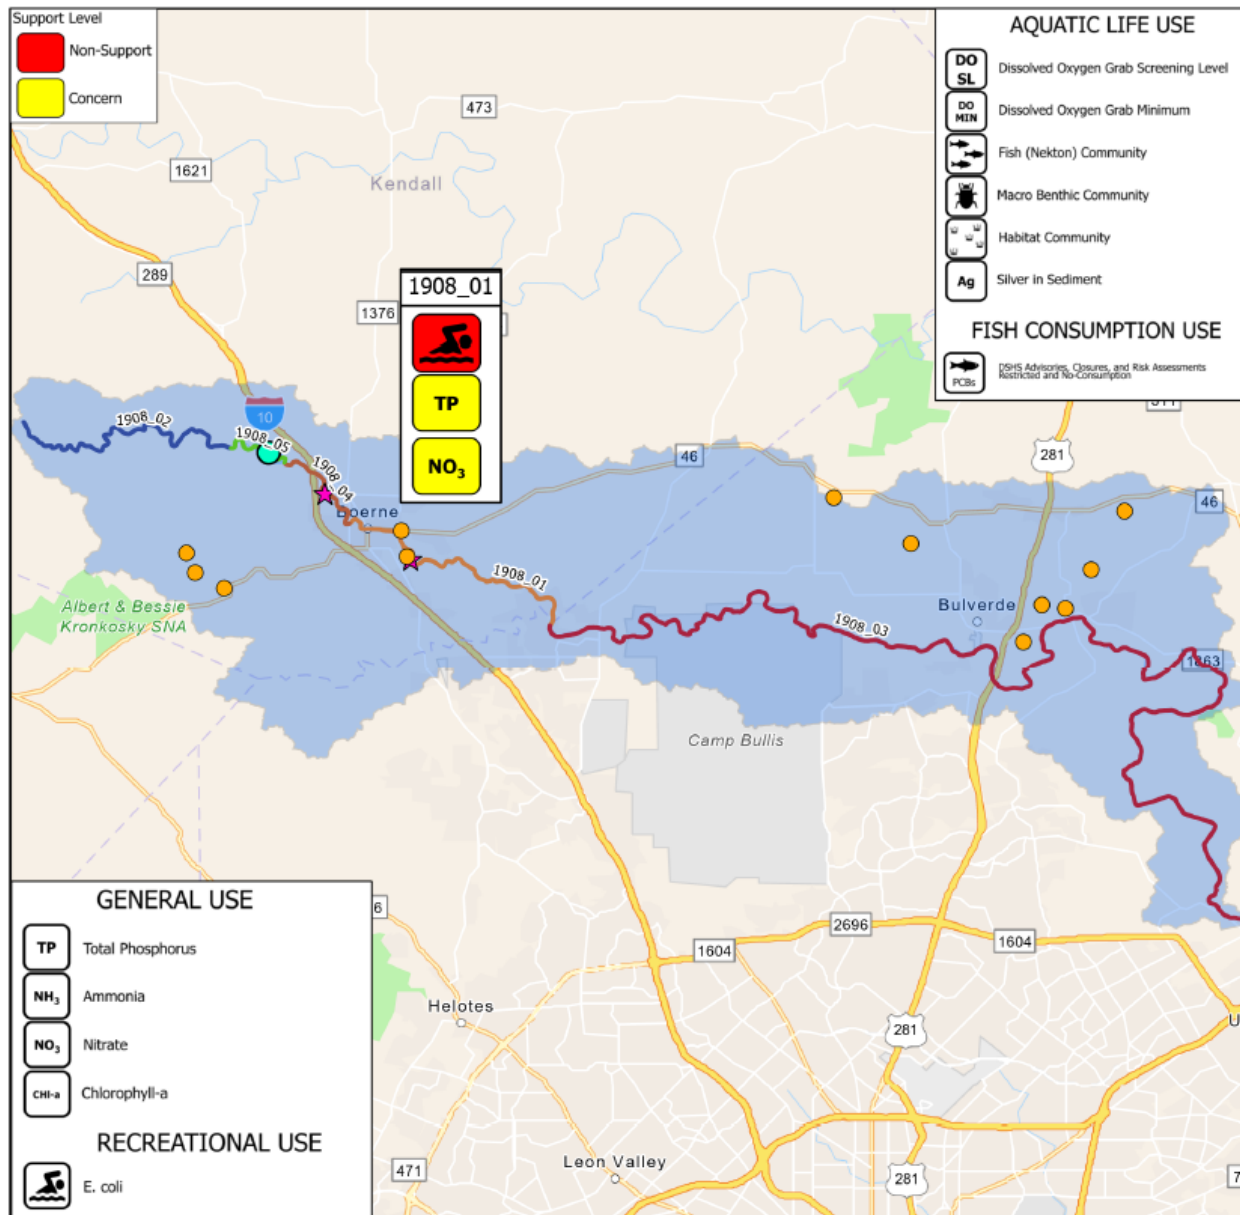 Support Level
Non-Support
Concern
AQUATIC LIFE USE
DO
SL
Dissolved Oxygen Grab Screening Level
DO
MIN
Dissolved Oxygen Grab Minimum
Fish (Nekton) Community
Macro Benthic Community
Habitat Community
Ag
Silver in Sediment
FISH CONSUMPTION USE
PCBs
DSHS Advisories, Closures, and Risk Assessments
Restricted and No-Consumption
473
1621
Kendall
289
1376
1908_01
TP
NO3
10
1908_02
1908_05
1908_04
Boerne
46
281
46
1908_01
1908_03
Bulverde
1863
Albert & Bessie
Kronkosky SNA
Camp Bullis
GENERAL USE
TP
Total Phosphorus
NH3
Ammonia
NO3
Nitrate
CHl-a
Chlorophyll-a
RECREATIONAL USE
E. coli
2696
1604
1604
Helotes
281
Leon Valley
471
281